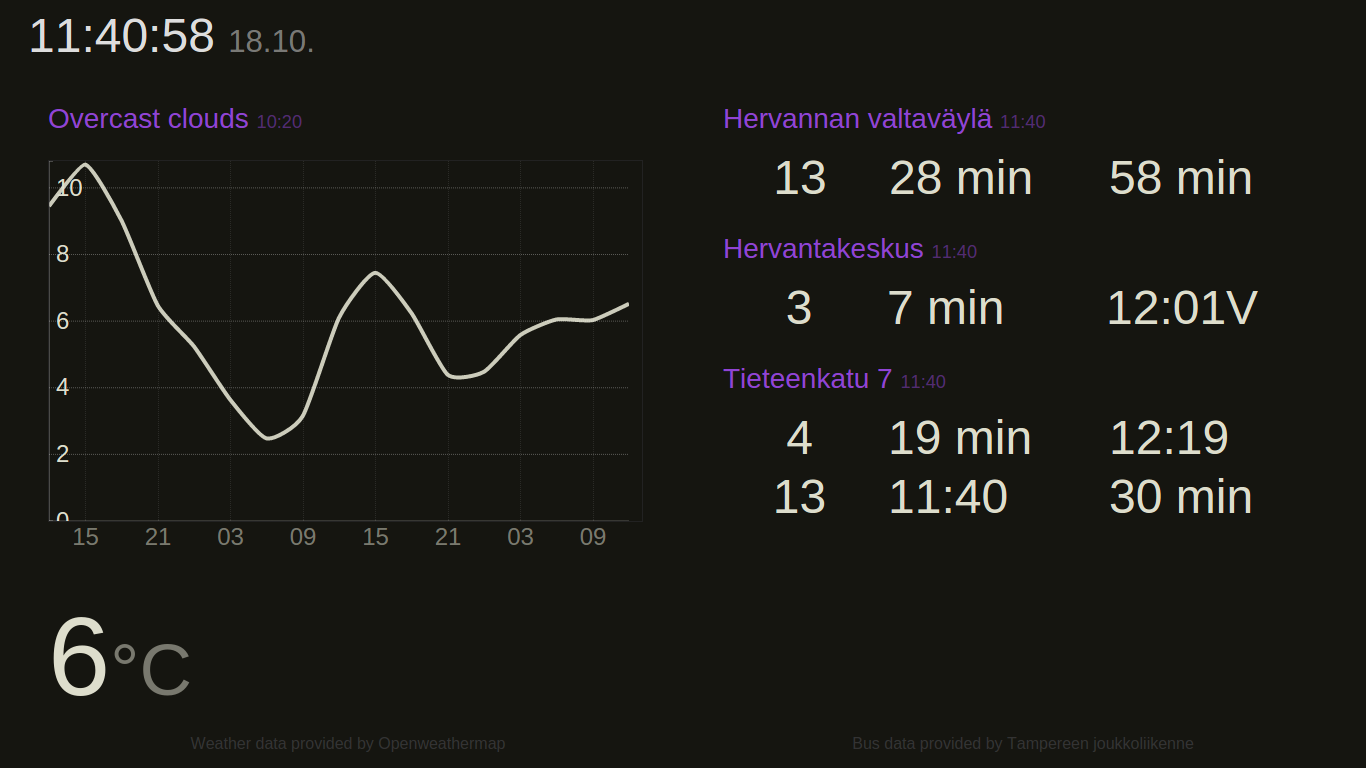 11:40:58 18.10.
Overcast clouds 10:20
10
8
6
4
2
0
15 21 03 09 15 21 03 09
6°C
Weather data provided by Openweathermap
Hervannan valtaväylä 11:40
13 28 min 58 min
Hervantakeskus 11:40
3 7 min 12:01V
Tieteenkatu 7 11:40
4 19 min 12:19
13 11:40 30 min
Bus data provided by Tampereen joukkoliikenne